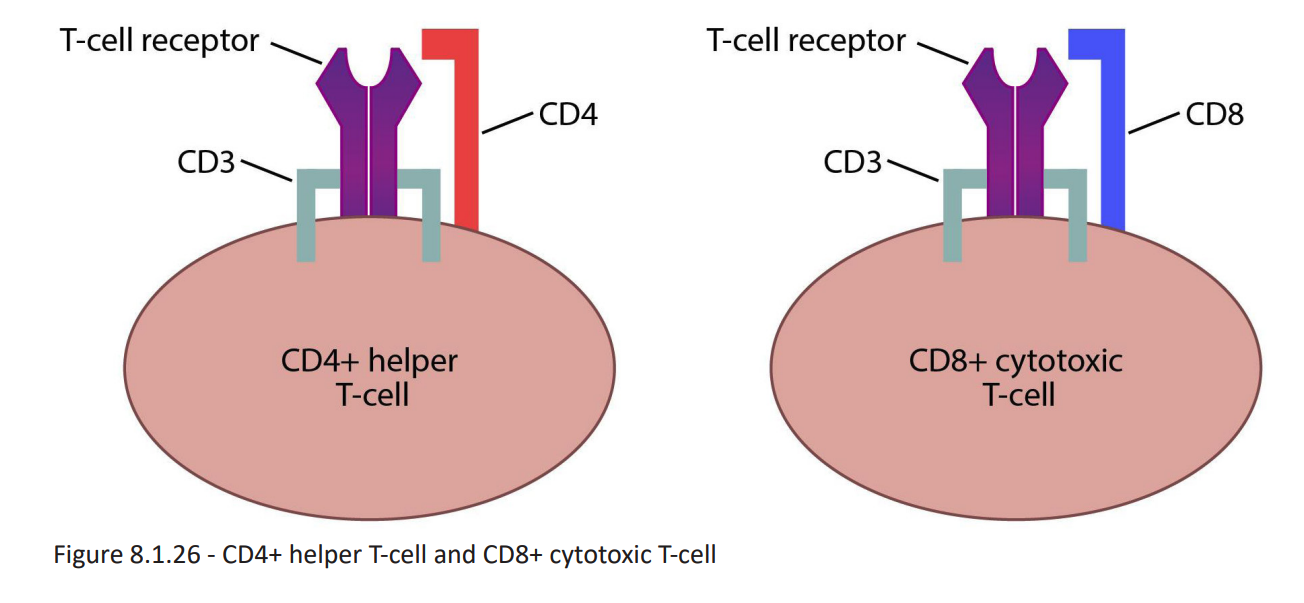 T-cell receptor
CD4
CD3
CD4+ helper
T-cell
T-cell receptor
CD8
CD3
CD8+ cytotoxic
T-cell
Figure 8.1.26 - CD4+ helper T-cell and CD8+ cytotoxic T-cell